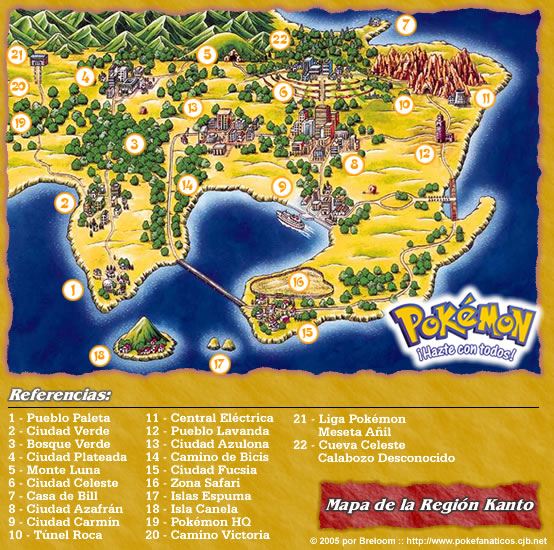 7
21
22
5
4
20
6
10
11
19
13
3
12
8
14
9
2
16
1
15
18
17
POKéMON
¡Hazte con todos!
Referencias:
1 - Pueblo Paleta
2 - Ciudad Verde
3 - Bosque Verde
4 - Ciudad Plateada
5 - Monte Luna
6 - Ciudad Celeste
7 - Casa de Bill
8 - Ciudad Azafrán
9 - Ciudad Carmín
10 - Túnel Roca
11 - Central Eléctrica
12 - Pueblo Lavanda
13 - Ciudad Azulona
14 - Camino de Bicis
15 - Ciudad Fucsia
16 - Zona Safari
17 - Islas Espuma
18 - Isla Canela
19 - Pokémon HQ
20 - Camino Victoria
21 - Liga Pokémon
Meseta Añil
22 - Cueva Celeste
Calabozo Desconocido
Mapa de la Región Kanto
© 2005 por Breloom :: http://www.pokefanaticos.cjb.net